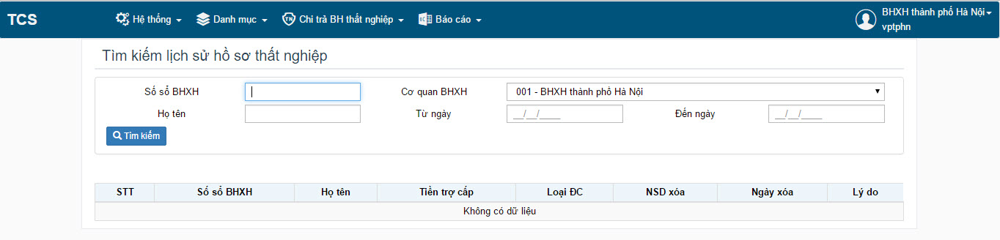 TCS Hệ thống Danh mục TN Chi trả BH thất nghiệp Báo cáo BHXH thành phố Hà Nội
vptphn
Tìm kiếm lịch sử hồ sơ thất nghiệp
Số sổ BHXH Cơ quan BHXH 001 - BHXH thành phố Hà Nội
Họ tên Từ ngày __/__/____ Đến ngày __/__/____
Tìm kiếm
STT Số sổ BHXH Họ tên Tiền trợ cấp Loại ĐC NSD xóa Ngày xóa Lý do
Không có dữ liệu